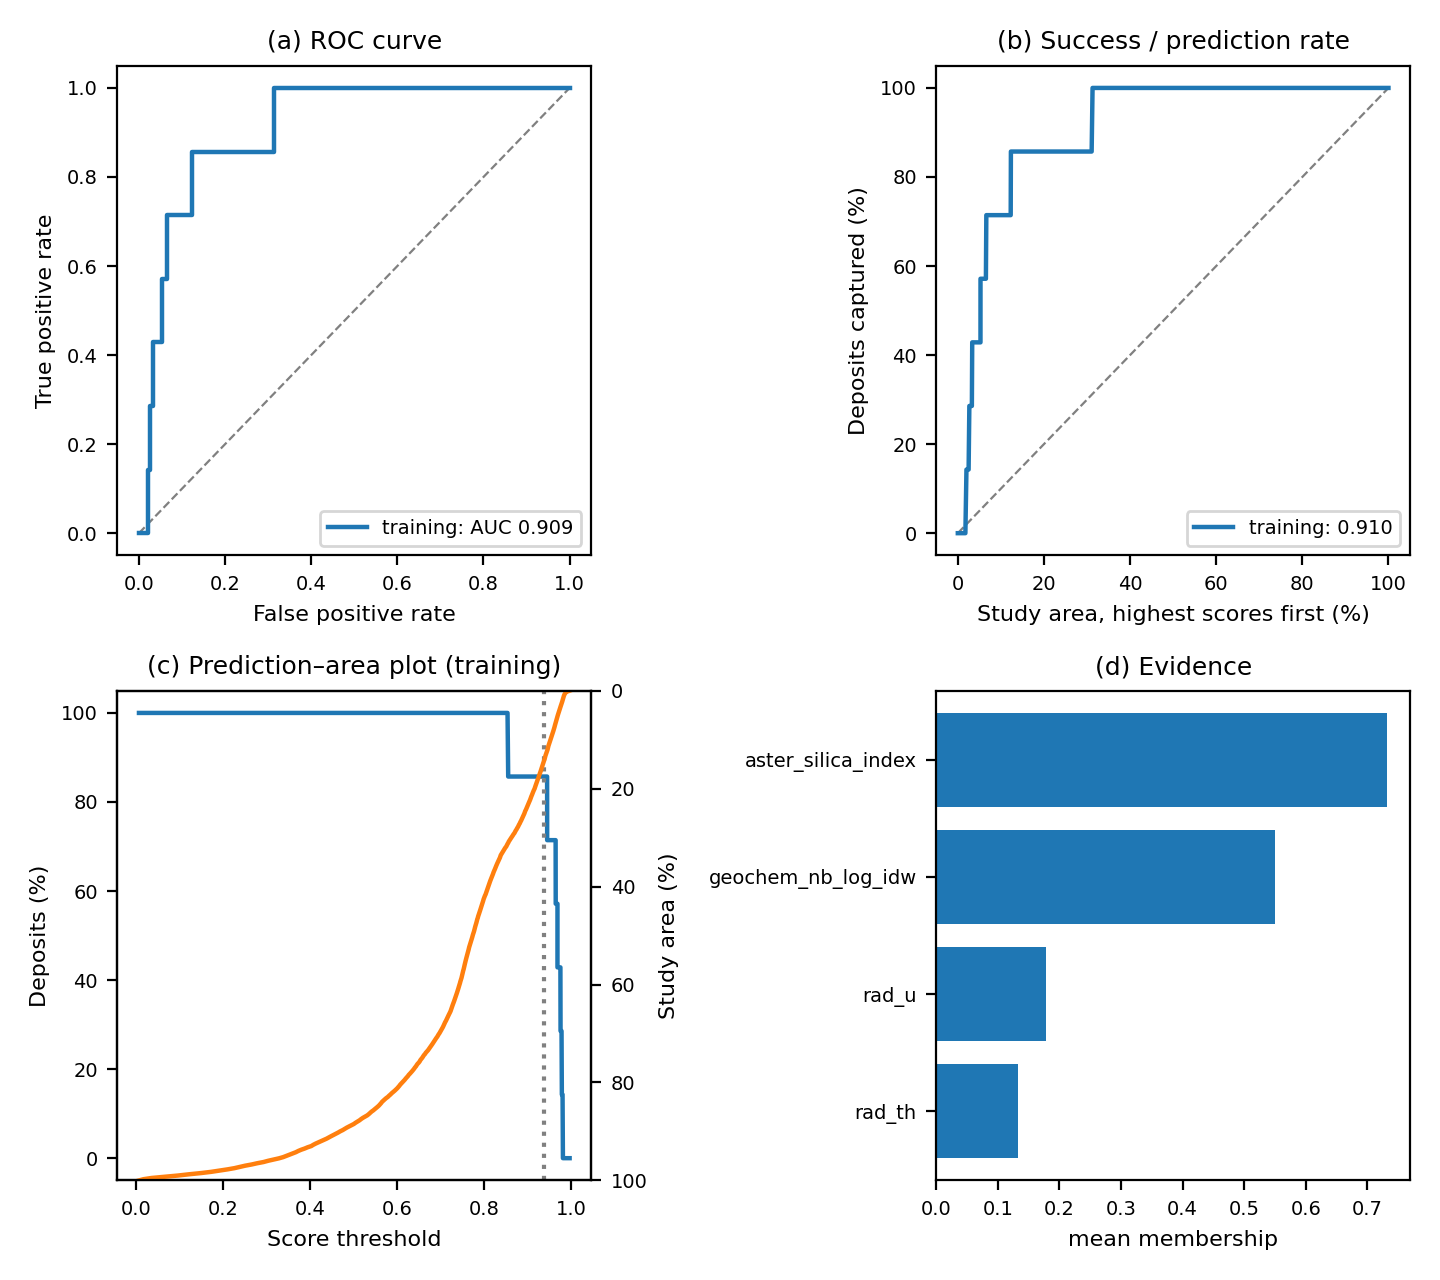 (a) ROC curve
True positive rate
1.0
0.8
0.6
0.4
0.2
0.0
training: AUC 0.909
0.0 0.2 0.4 0.6 0.8 1.0
False positive rate
(b) Success / prediction rate
Deposits captured (%)
100
80
60
40
20
0
training: 0.910
0 20 40 60 80 100
Study area, highest scores first (%)
(c) Prediction–area plot (training)
Deposits (%)
100
80
60
40
20
0
0
20
40
60
80
100
Study area (%)
0.0 0.2 0.4 0.6 0.8 1.0
Score threshold
(d) Evidence
aster_silica_index
geochem_nb_log_idw
rad_u
rad_th
0.0 0.1 0.2 0.3 0.4 0.5 0.6 0.7
mean membership